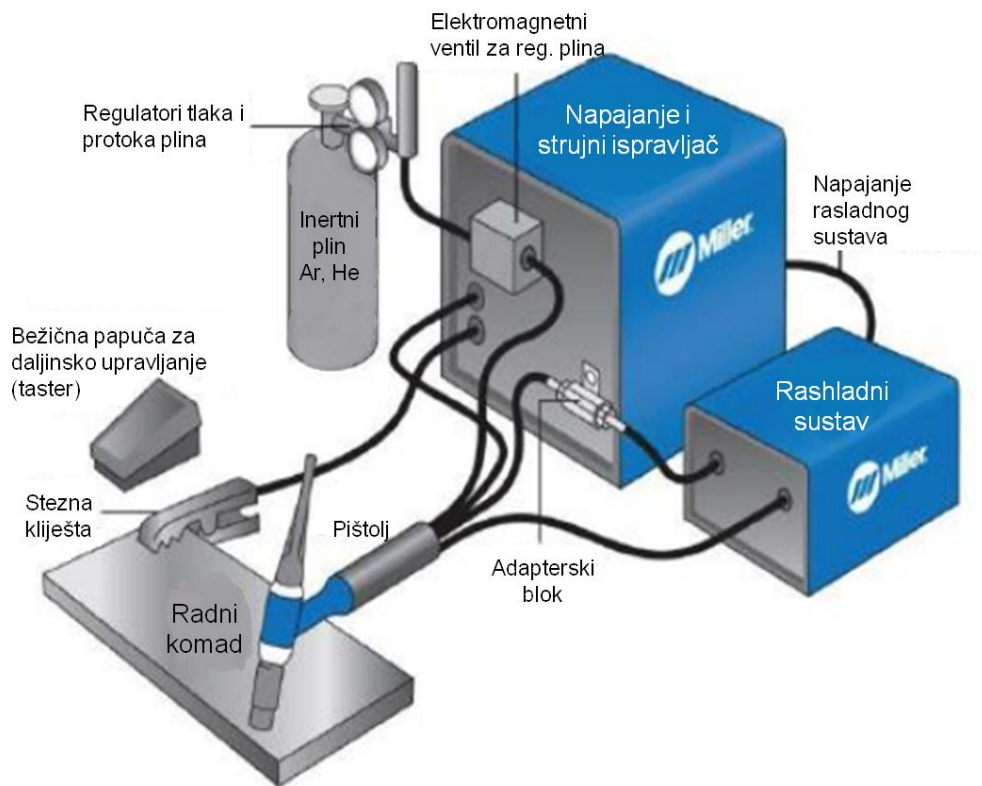 Elektromagnetni
ventil za reg. plina
Regulatori tlaka i
protoka plina
Napajanje i
strujni ispravljač
Napajanje
rasladnog
sustava
Inertni
plin
Ar, He
Miller
Bežična papuča za
daljinsko upravljanje
(taster)
Rashladni
sustav
Miller
Stezna
kliješta
Pištolj
Adapterski
blok
Radni
komad